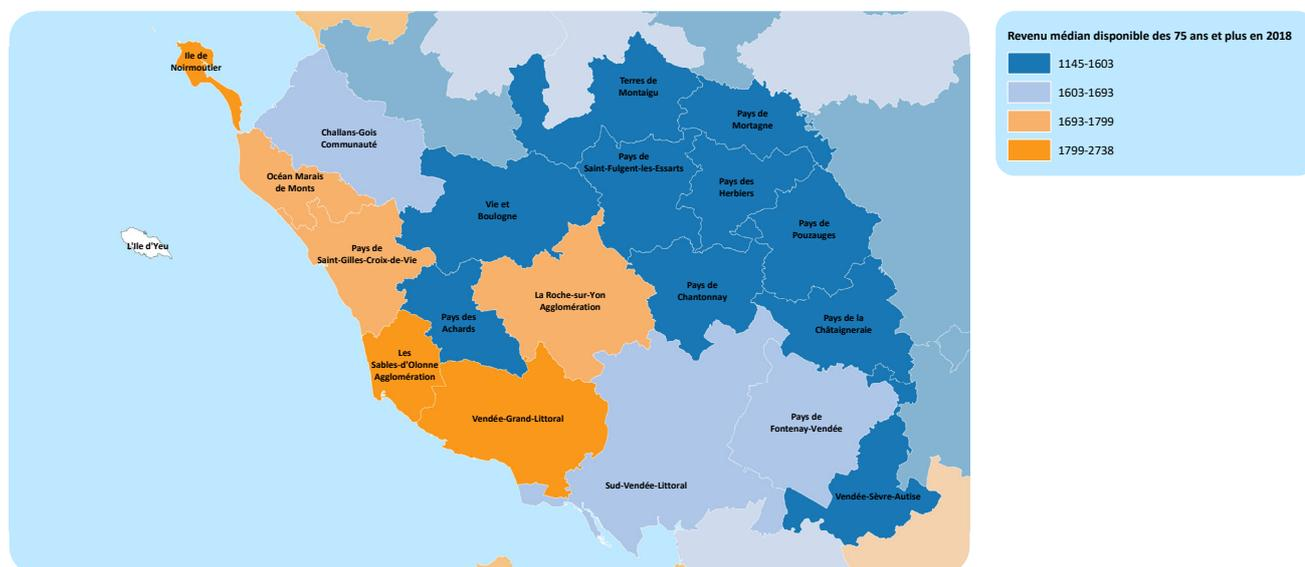 Revenu médian disponible des 75 ans et plus en 2018
1145-1603
1603-1693
1693-1799
1799-2738
Ile de
Noirmoutier
Terres de
Montaigu
Pays de
Mortagne
Challans-Gois
Communauté
Pays de
Saint-Fulgent-les-Essarts
Océan Marais
de Monts
Pays des
Herbiers
Vie et
Boulogne
Pays de
Pouzauges
L'Ile d'Yeu
Pays de
Saint-Gilles-Croix-de-Vie
Pays de
Chantonnay
La Roche-sur-Yon
Agglomération
Pays des
Achards
Pays de la
Châtaigneraie
Les
Sables-d'Olonne
Agglomération
Vendée-Grand-Littoral
Pays de
Fontenay-Vendée
Sud-Vendée-Littoral
Vendée-Sèvre-Autise